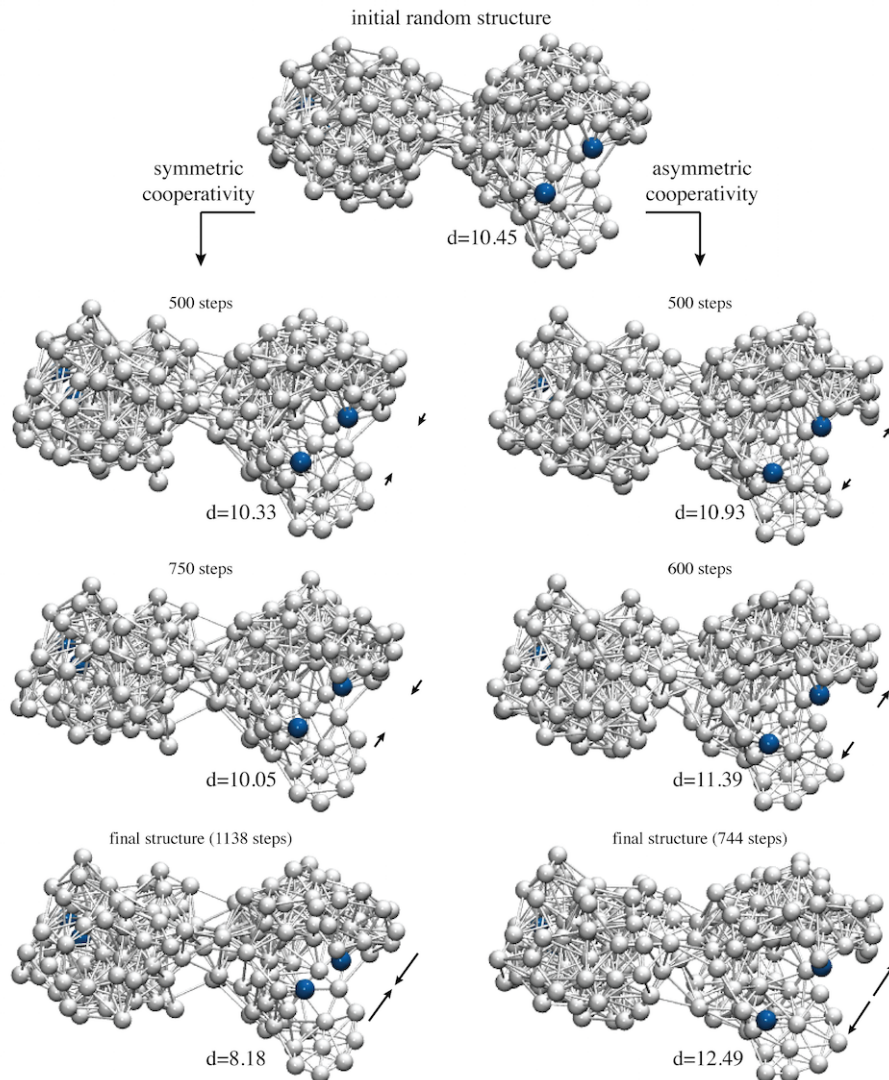 initial random structure
symmetric
cooperativity
asymmetric
cooperativity
d=10.45
500 steps
500 steps
d=10.33
d=10.93
750 steps
600 steps
d=10.05
d=11.39
final structure (1138 steps)
final structure (744 steps)
d=8.18
d=12.49